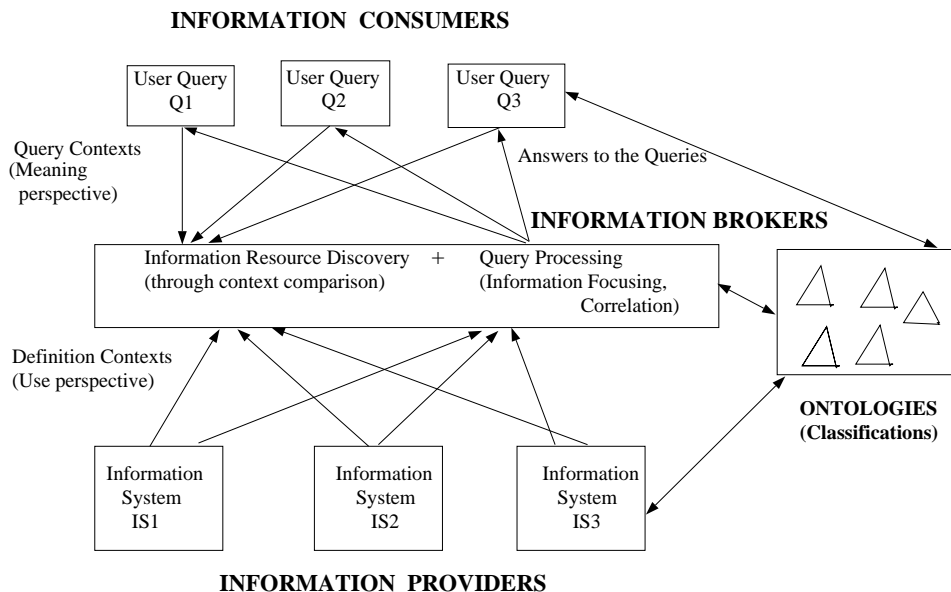 INFORMATION CONSUMERS
User Query
Q1
User Query
Q2
User Query
Q3
Query Contexts
(Meaning
perspective)
Answers to the Queries
INFORMATION BROKERS
Information Resource Discovery + Query Processing
(through context comparison) (Information Focusing,
Correlation)
Definition Contexts
(Use perspective)
ONTOLOGIES
(Classifications)
Information
System
IS1
Information
System
IS2
Information
System
IS3
INFORMATION PROVIDERS